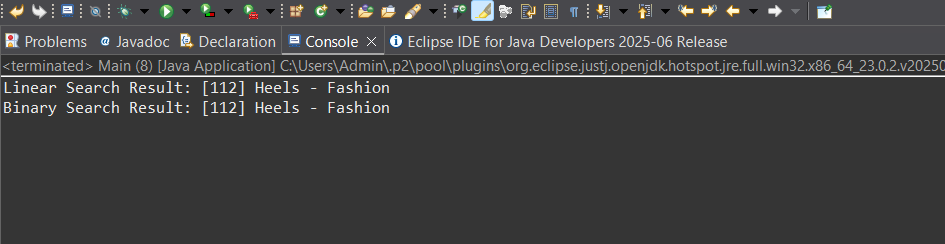 Problems @ Javadoc Declaration Console Eclipse IDE for Java Developers 2025-06 Release
<terminated> Main (8) [Java Application] C:\Users\Admin\.p2\pool\plugins\org.eclipse.justj.openjdk.hotspot.jre.full.win32.x86_64_23.0.2.v20250
Linear Search Result: [112] Heels - Fashion
Binary Search Result: [112] Heels - Fashion